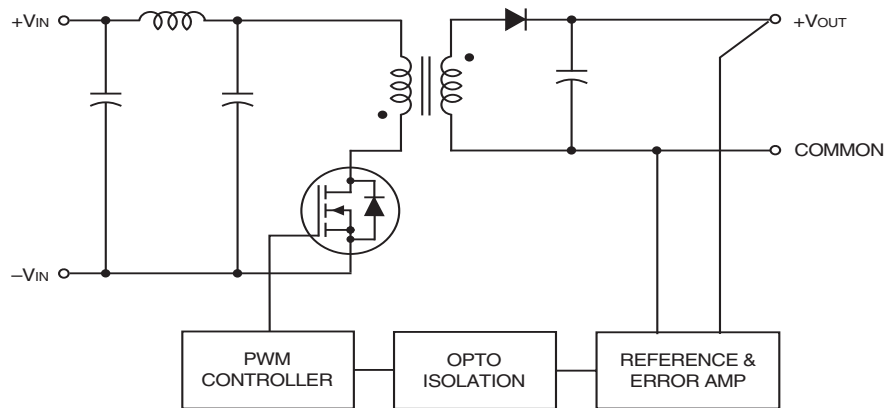 +VIN
+VOUT
COMMON
–VIN
PWM
CONTROLLER
OPTO
ISOLATION
REFERENCE &
ERROR AMP